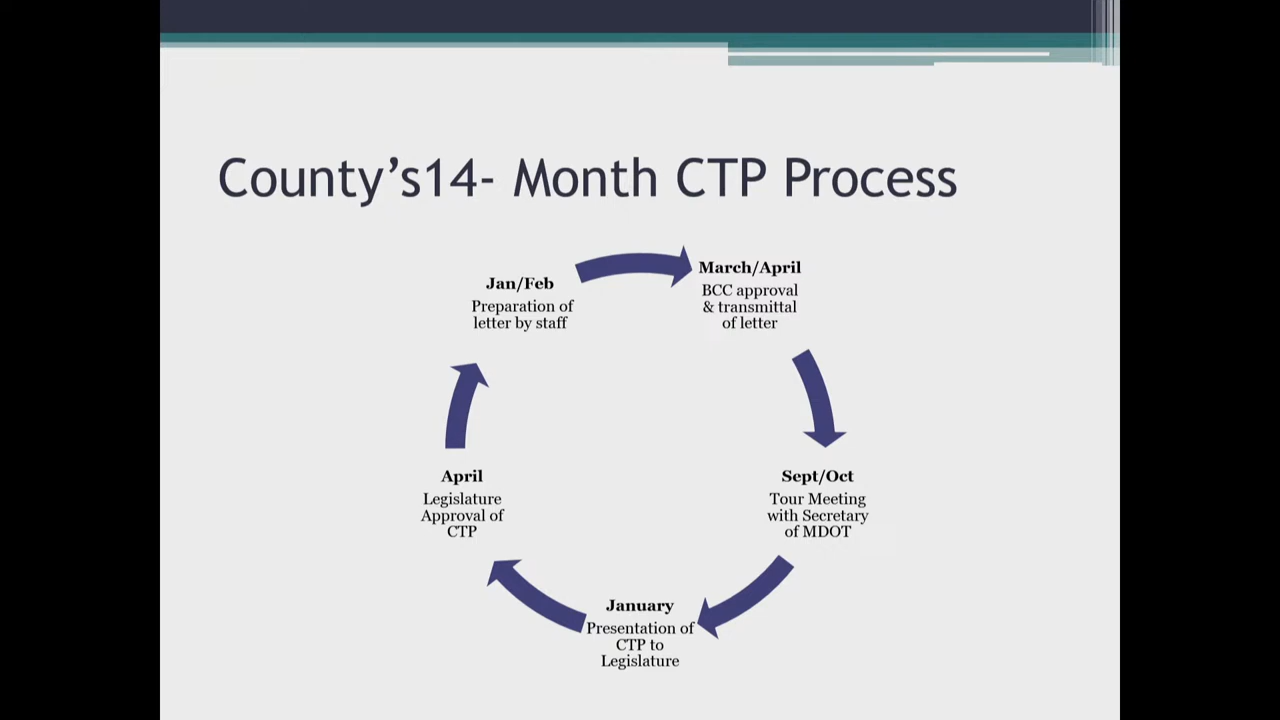 County’s14- Month CTP Process
Jan/Feb
Preparation of
letter by staff
March/April
BCC approval
& transmittal
of letter
Sept/Oct
Tour Meeting
with Secretary
of MDOT
January
Presentation of
CTP to
Legislature
April
Legislature
Approval of
CTP